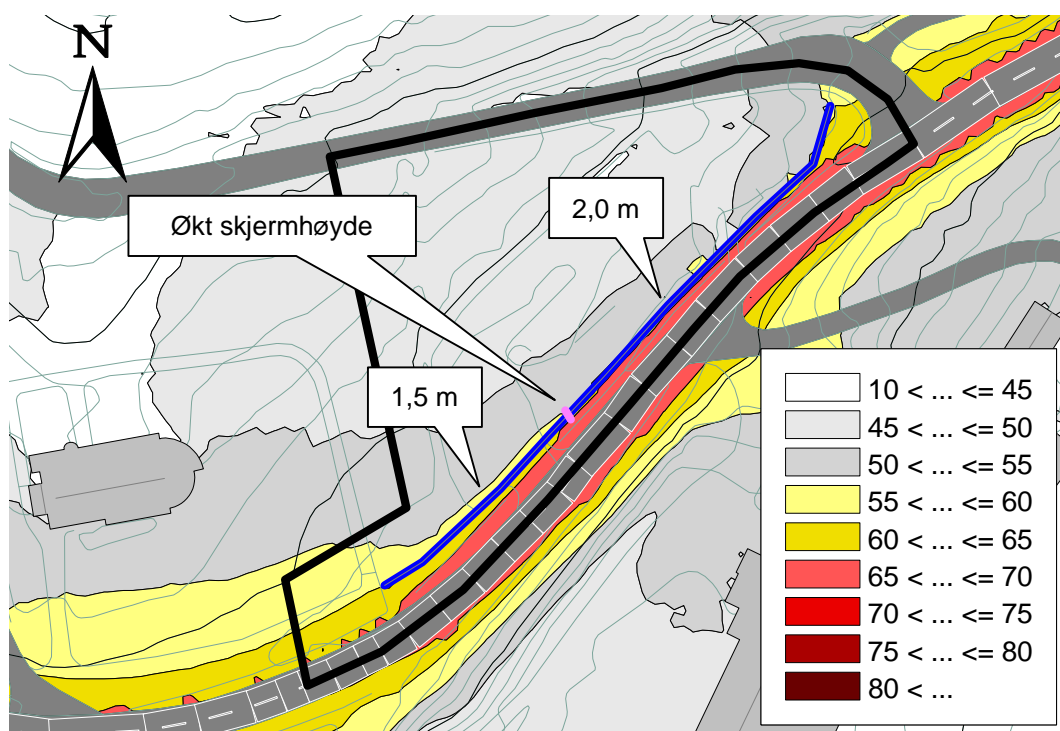 N
Økt skjermhøyde
2,0 m
1,5 m
10 < ... <= 45
45 < ... <= 50
50 < ... <= 55
55 < ... <= 60
60 < ... <= 65
65 < ... <= 70
70 < ... <= 75
75 < ... <= 80
80 < ...